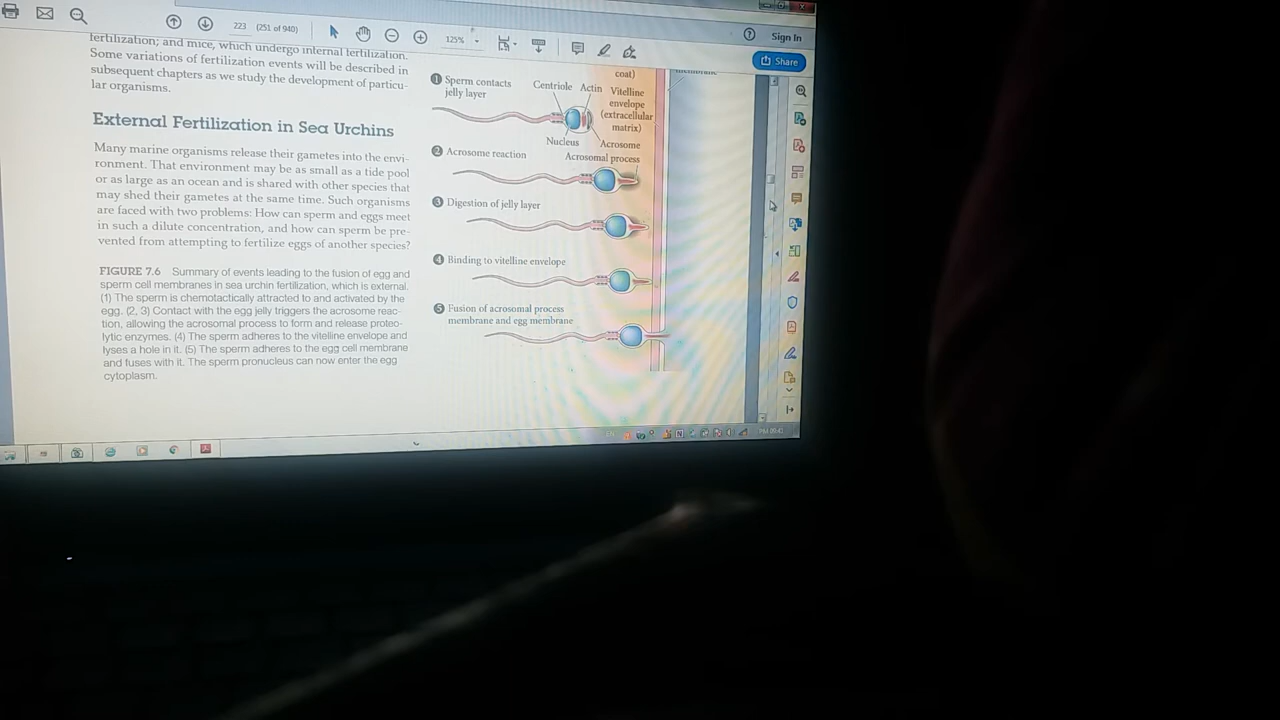 223 (251 of 940)
125%
Sign In
Share
fertilization; and mice, which undergo internal fertilization.
Some variations of fertilization events will be described in
subsequent chapters as we study the development of particu-
lar organisms.
External Fertilization in Sea Urchins
Many marine organisms release their gametes into the envi-
ronment. That environment may be as small as a tide pool
or as large as an ocean and is shared with other species that
may shed their gametes at the same time. Such organisms
are faced with two problems: How can sperm and eggs meet
in such a dilute concentration, and how can sperm be pre-
vented from attempting to fertilize eggs of another species?
FIGURE 7.6 Summary of events leading to the fusion of egg and
sperm cell membranes in sea urchin fertilization, which is external.
(1) The sperm is chemotactically attracted to and activated by the
egg. (2, 3) Contact with the egg jelly triggers the acrosome reac-
tion, allowing the acrosomal process to form and release proteo-
lytic enzymes. (4) The sperm adheres to the vitelline envelope and
lyses a hole in it. (5) The sperm adheres to the egg cell membrane
and fuses with it. The sperm pronucleus can now enter the egg
cytoplasm.
coat)
1 Sperm contacts
jelly layer
Centriole
Actin
Vitelline
envelope
(extracellular
matrix)
Nucleus
Acrosome
2 Acrosome reaction
Acrosomal process
3 Digestion of jelly layer
4 Binding to vitelline envelope
5 Fusion of acrosomal process
membrane and egg membrane
EN